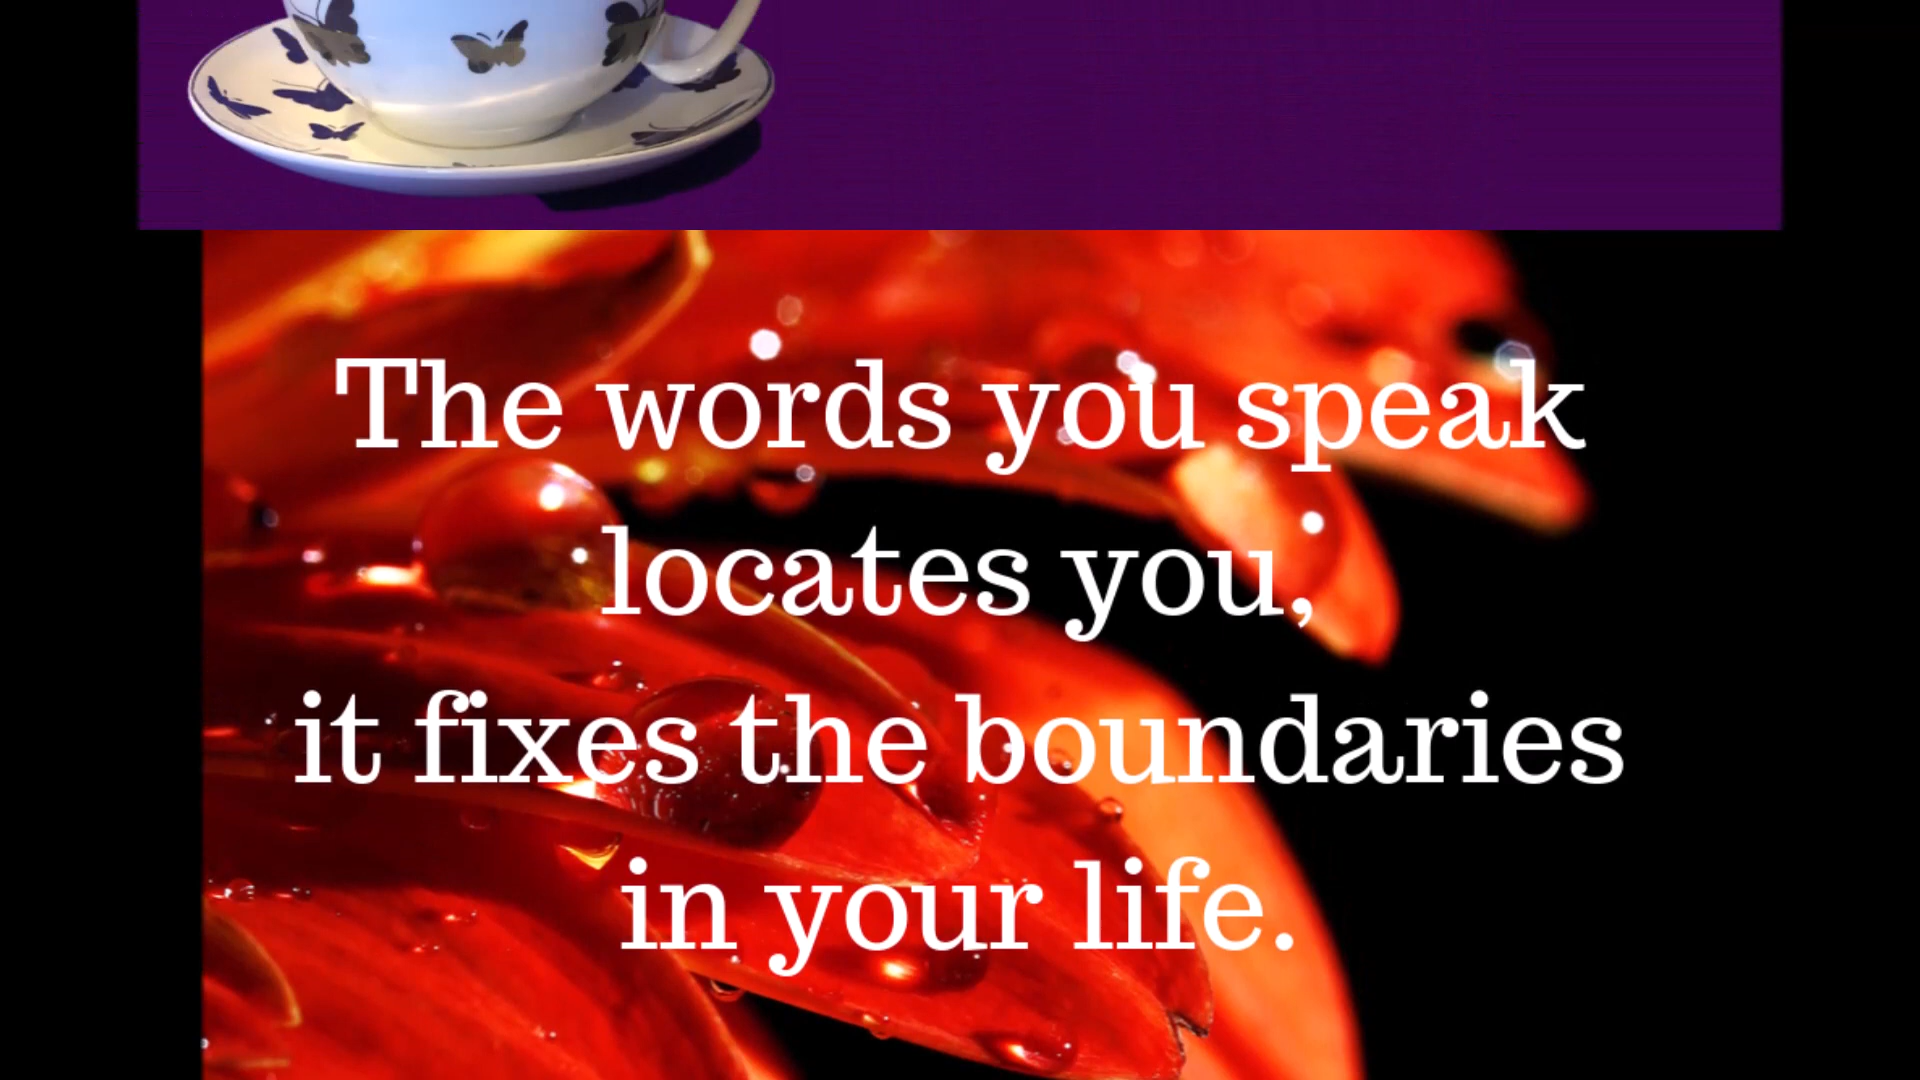 The words you speak
locates you,
it fixes the boundaries
in your life.